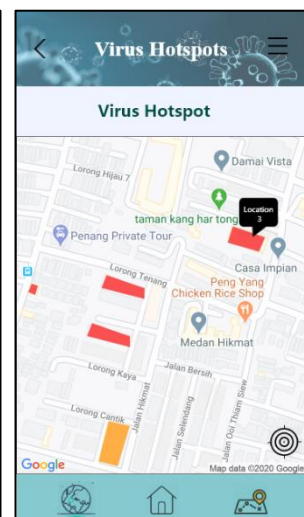 Virus Hotspots
Virus Hotspot
Damai Vista
Lorong Hijau 7
taman kang har tong
Location
3
Penang Private Tour
Casa Impian
Lorong Tenang
Peng Yang
Chicken Rice Shop
Medan Hikmat
Lorong Kaya
Jalan Bersih
Jalan Hikmat
Lorong Cantik
Jalan Selendang
Jalan Ooi Thiam Siew
Google
Map data ©2020 Google